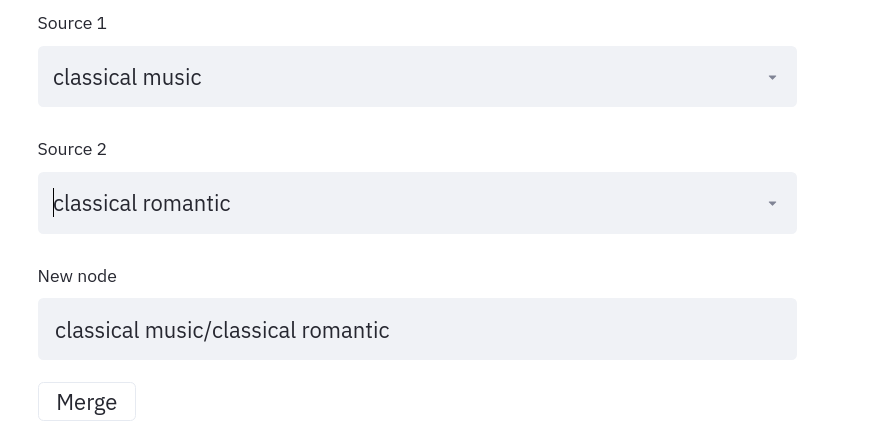 Source 1
classical music
Source 2
classical romantic
New node
classical music/classical romantic
Merge